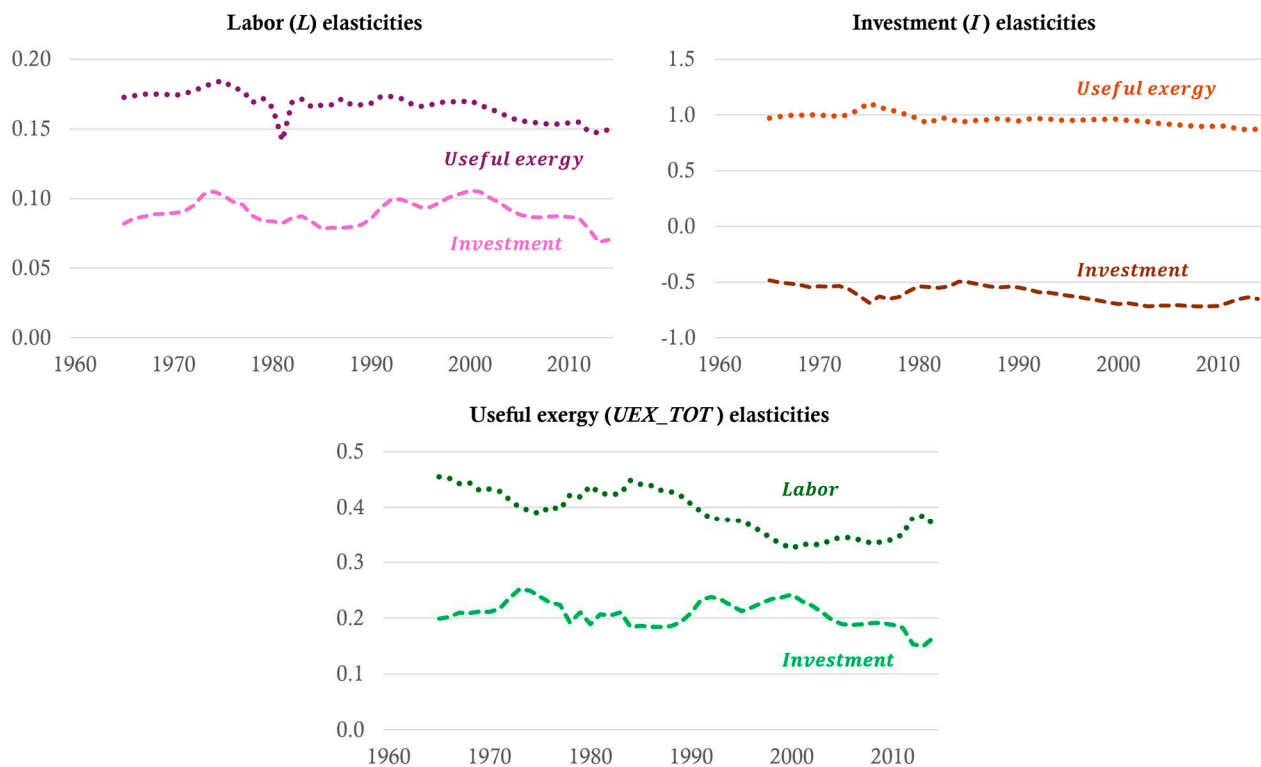 Labor (L) elasticities
0.20
0.15
0.10
0.05
0.00
Useful exergy
Investment
1960 1970 1980 1990 2000 2010
Investment (I) elasticities
1.5
1.0
0.5
0.0
-0.5
-1.0
Useful exergy
Investment
1960 1970 1980 1990 2000 2010
Useful exergy (UEX_TOT) elasticities
0.5
0.4
0.3
0.2
0.1
0.0
Labor
Investment
1960 1970 1980 1990 2000 2010